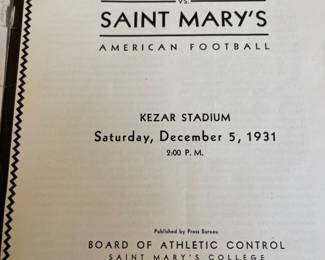 vs.
SAINT MARY'S
AMERICAN FOOTBALL
KEZAR STADIUM
Saturday, December 5, 1931
2:00 P. M.
Published by Press Bureau
BOARD OF ATHLETIC CONTROL
SAINT MARY'S COLLEGE